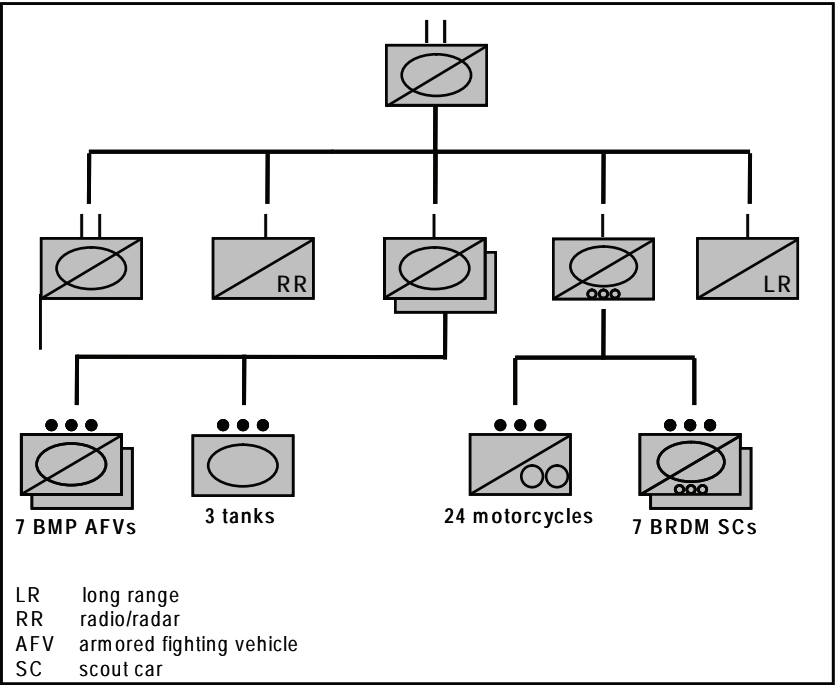 RR
LR
7 BMP AFVs
3 tanks
24 motorcycles
7 BRDM SCs
LR long range
RR radio/radar
AFV armored fighting vehicle
SC scout car